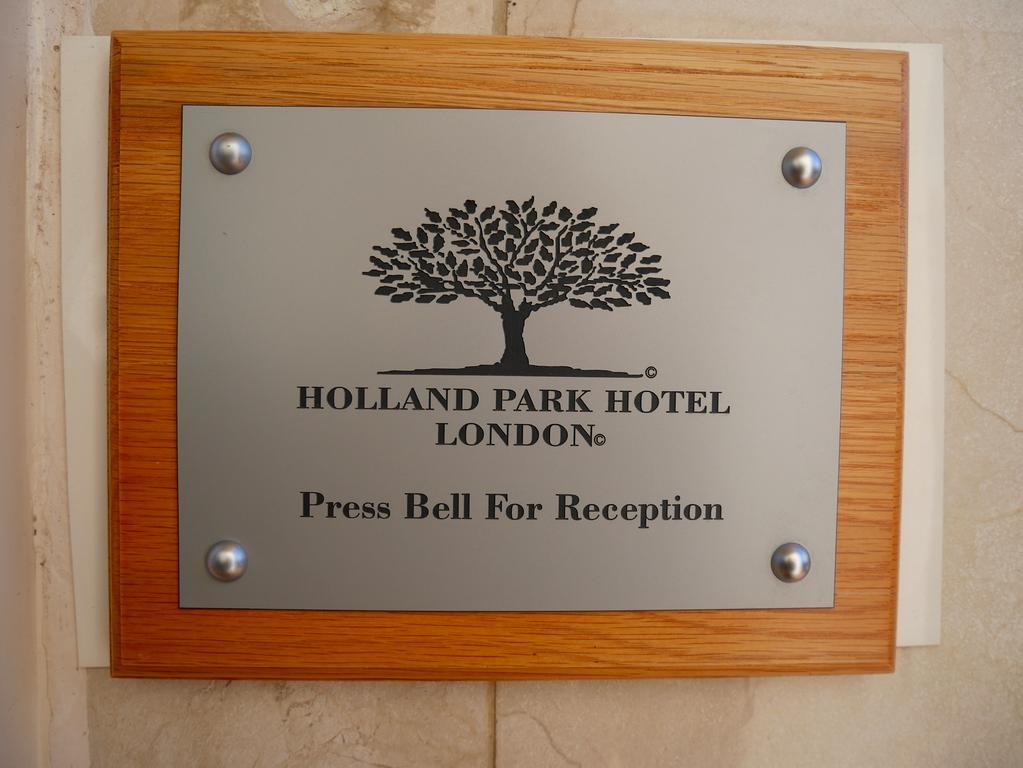 ©
HOLLAND PARK HOTEL
LONDON©
Press Bell For Reception